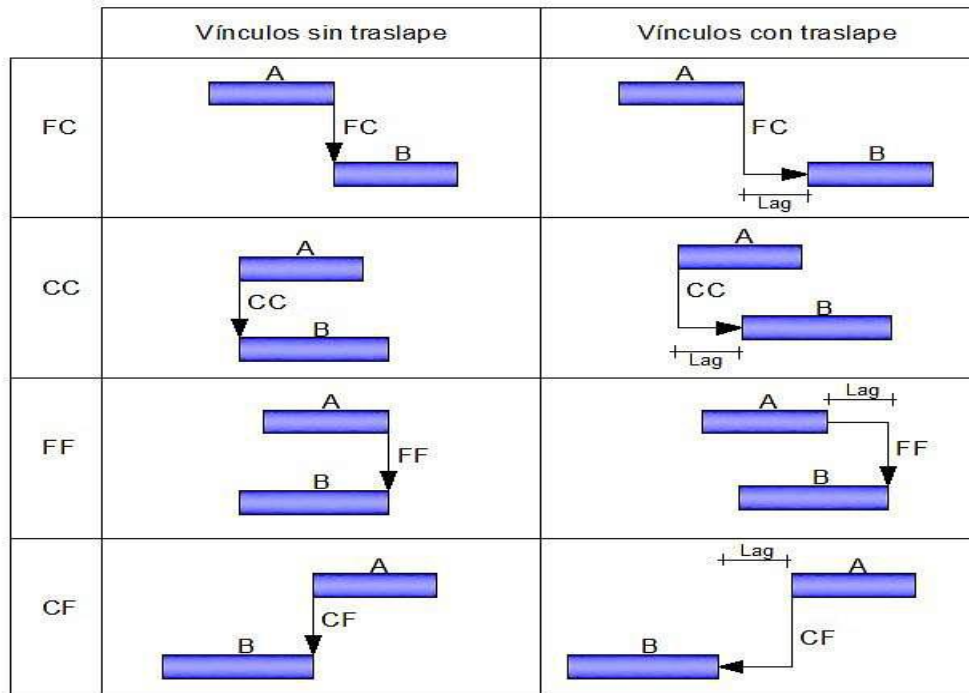 Vínculos sin traslape
Vínculos con traslape
FC
A
FC
B
A
FC
B
Lag
CC
A
CC
B
A
CC
B
Lag
FF
A
FF
B
Lag
A
FF
B
CF
A
CF
B
Lag
A
CF
B